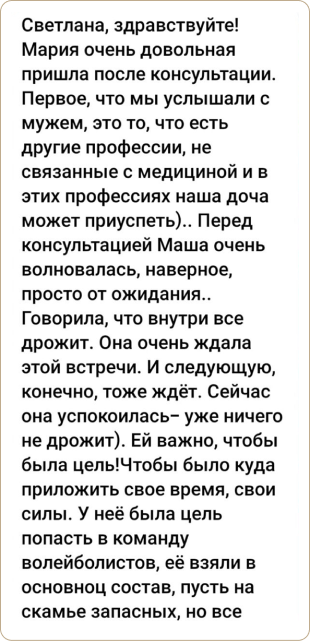 Светлана, здравствуйте!
Мария очень довольная
пришла после консультации.
Первое, что мы услышали с
мужем, это то, что есть
другие профессии, не
связанные с медициной и в
этих профессиях наша доча
может приуспеть).. Перед
консультацией Маша очень
волновалась, наверное,
просто от ожидания..
Говорила, что внутри все
дрожит. Она очень ждала
этой встречи. И следующую,
конечно, тоже ждёт. Сейчас
она успокоилась– уже ничего
не дрожит). Ей важно, чтобы
была цель!Чтобы было куда
приложить свое время, свои
силы. У неё была цель
попасть в команду
волейболистов, её взяли в
основноц состав, пусть на
скамье запасных, но все